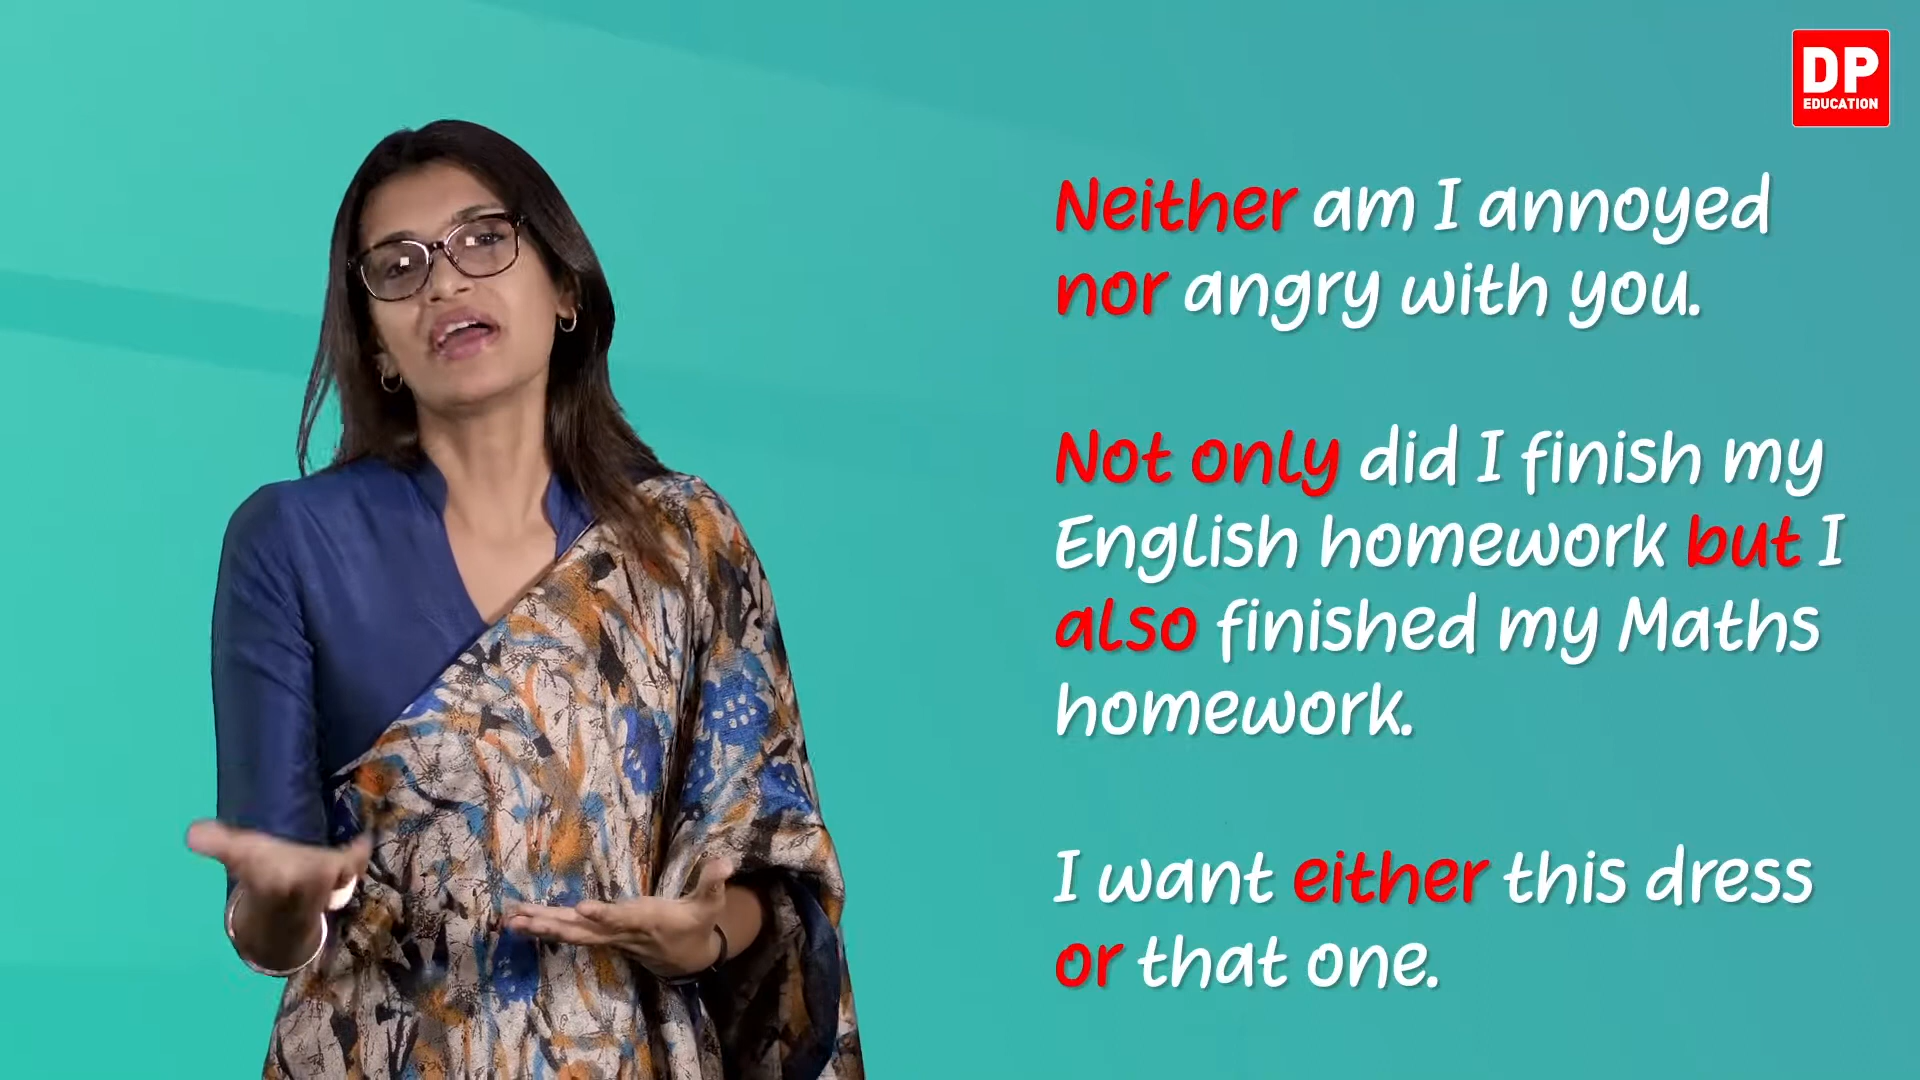 DP
EDUCATION
Neither am I annoyed
nor angry with you.
Not only did I finish my
English homework but I
also finished my Maths
homework.
I want either this dress
or that one.